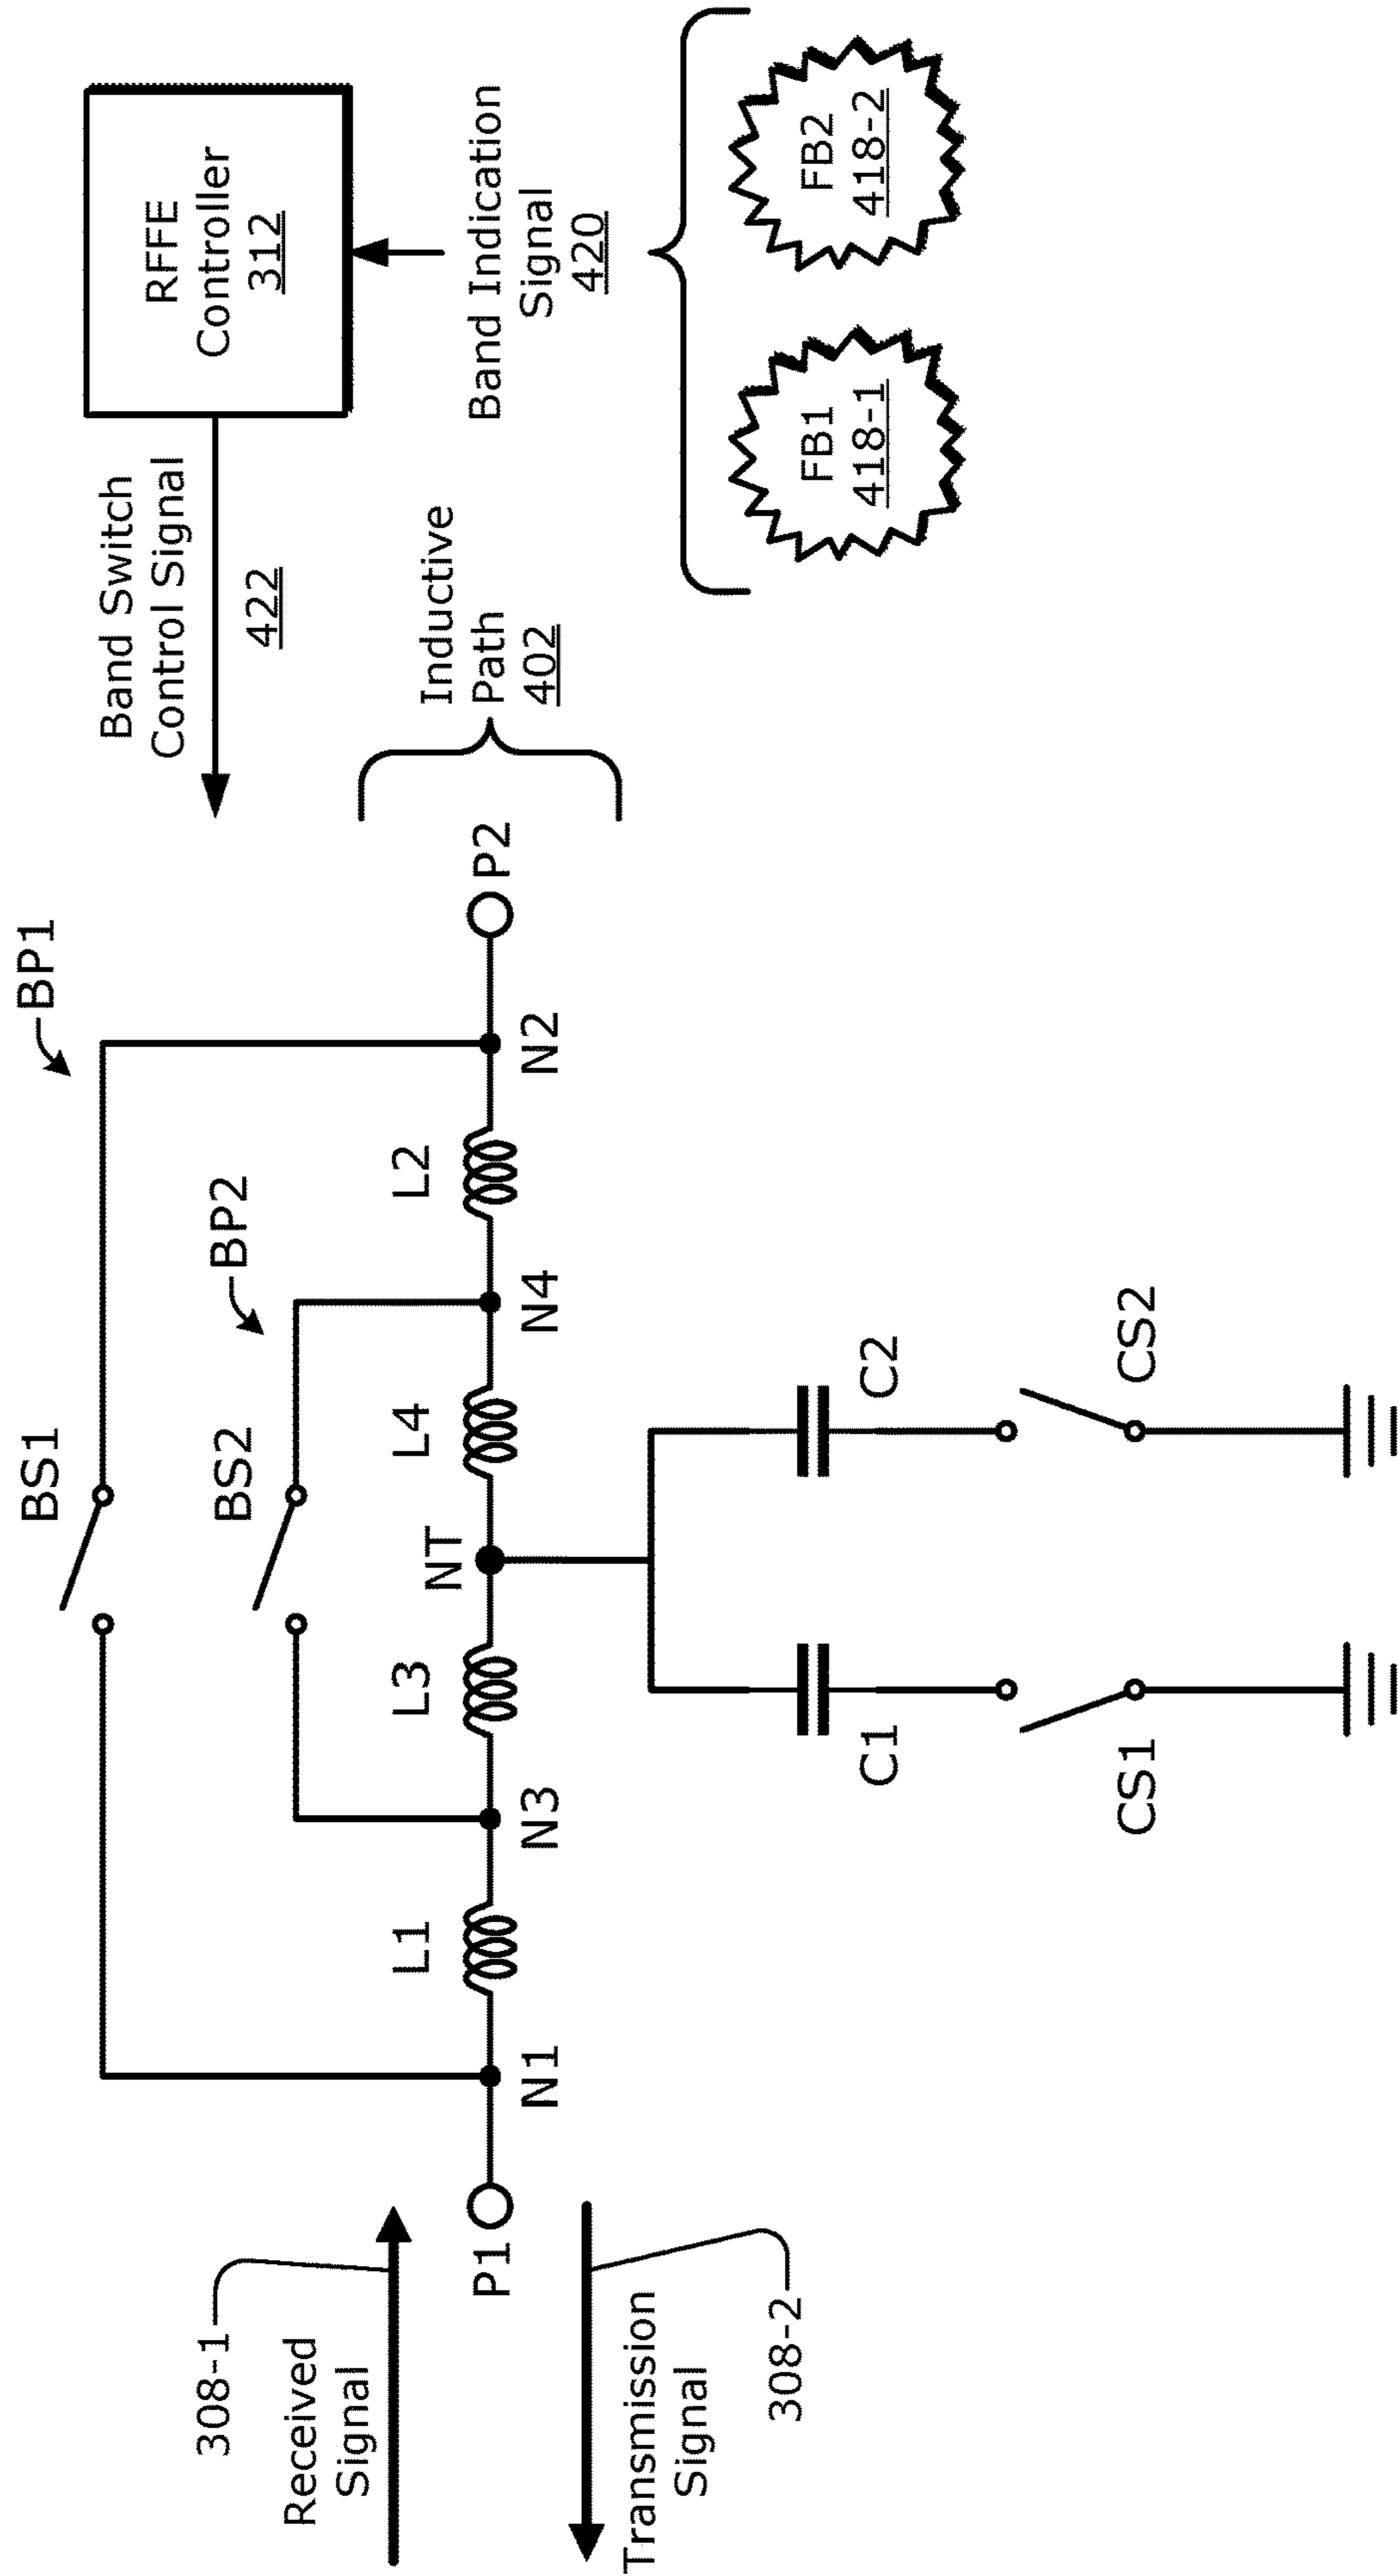 BP1
BS1
BP2
BS2
Band Switch
Control Signal
422
RFFE
Controller
312
Band Indication
Signal
420
FB1
418-1
FB2
418-2
308-1
Received
Signal
P1
N1
L1
N3
L3
NT
L4
N4
L2
N2
P2
Inductive
Path
402
Transmission
Signal
308-2
C1
C2
CS1
CS2